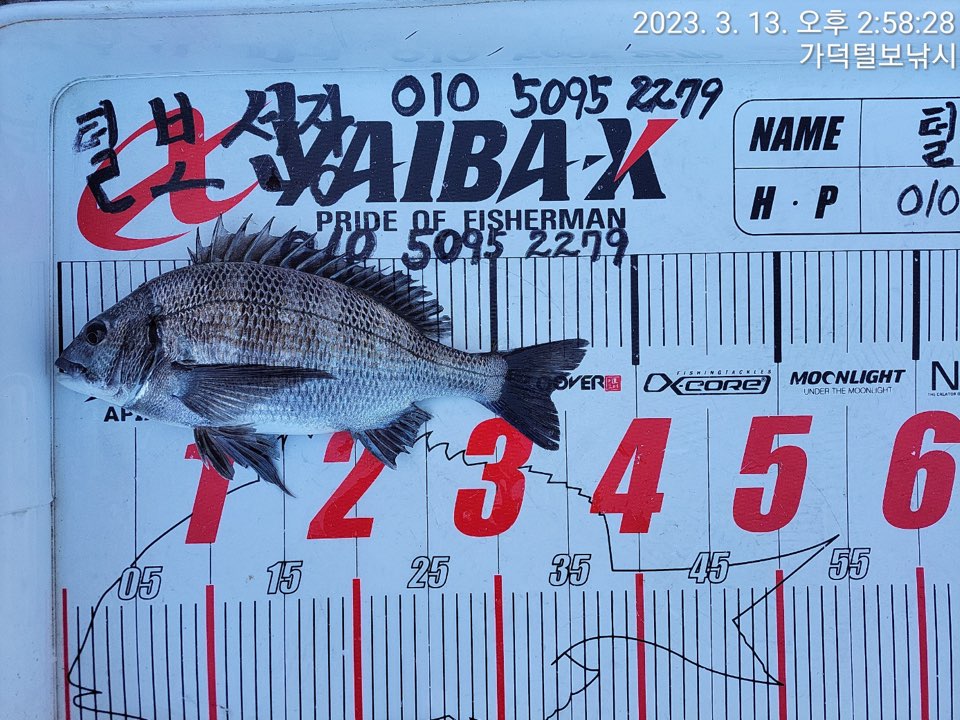 2023. 3. 13. 오후 2:58:28
가덕털보낚시
010 5095 2279
털보선장
YAIBA-X
NAME 털
PRIDE OF FISHERMAN
H·P 010
010 5095 2279
X-core
FISHINGTACKLES
MOONLIGHT
UNDER THE MOONLIGHT
N
1 2 3 4 5 6
05 15 25 35 45 55